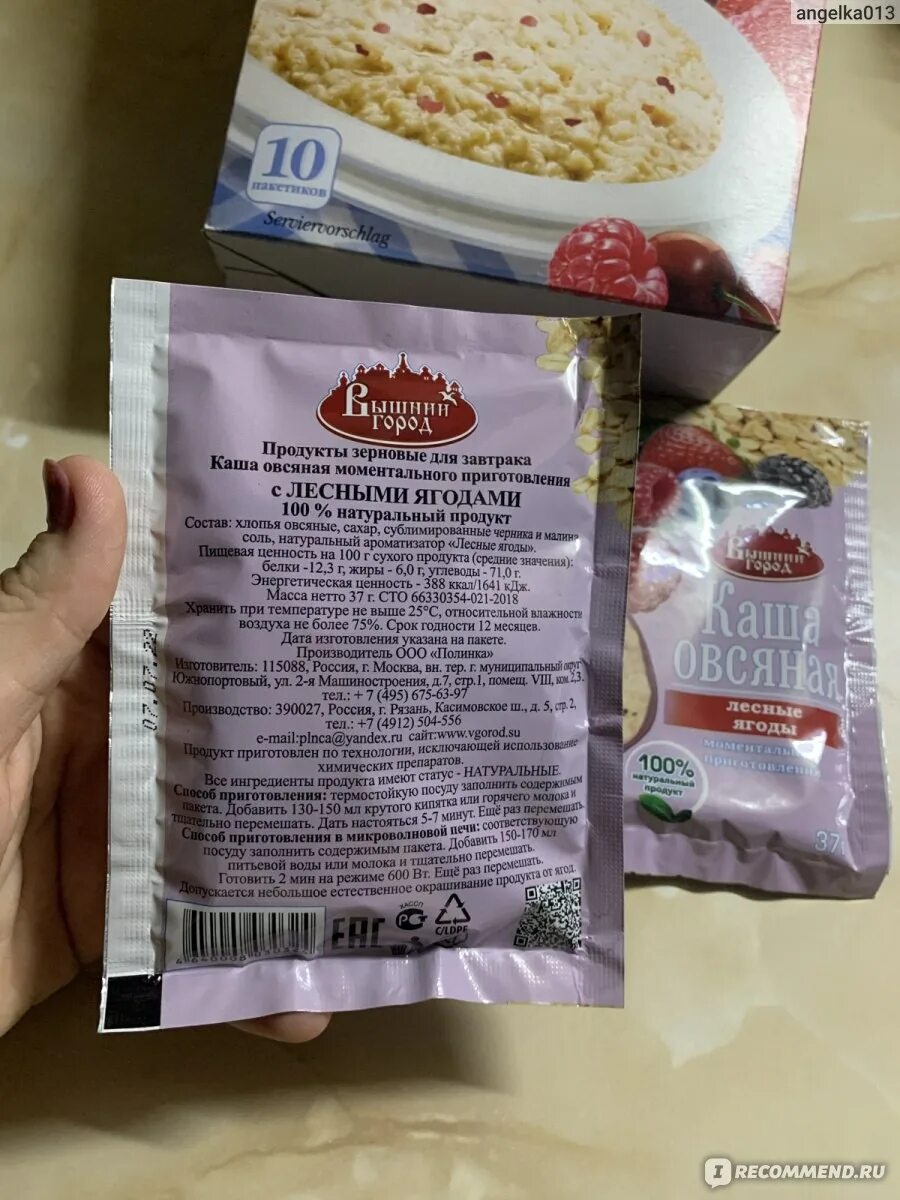 angelka013
10
пакетиков
Serviervorschlag
Вышний
город
Продукты зерновые для завтрака
Каша овсяная моментального приготовления
с ЛЕСНЫМИ ЯГОДАМИ
100 % натуральный продукт
Состав: хлопья овсяные, сахар, сублимированные черника и малина,
соль, натуральный ароматизатор «Лесные ягоды».
Пищевая ценность на 100 г сухого продукта (средние значения):
белки -12,3 г, жиры - 6,0 г, углеводы - 71,0 г.
Энергетическая ценность - 388 ккал/1641 кДж.
Масса нетто 37 г. СТО 66330354-021-2018
Хранить при температуре не выше 25°С, относительной влажности
воздуха не более 75%. Срок годности 12 месяцев.
Дата изготовления указана на пакете.
Производитель ООО «Полинка»
Изготовитель: 115088, Россия, г. Москва, вн. тер. г. муниципальный округ
Южнопортовый, ул. 2-я Машиностроения, д.7, стр.1, помещ. VIII, ком.2,3.
тел.: + 7 (495) 675-63-97
Производство: 390027, Россия, г. Рязань, Касимовское ш., д. 5, стр. 2,
тел.: +7 (4912) 504-556
e-mail:plnca@yandex.ru сайт:www.vgorod.su
Продукт приготовлен по технологии, исключающей использование
химических препаратов.
Все ингредиенты продукта имеют статус - НАТУРАЛЬНЫЕ.
Способ приготовления: термостойкую посуду заполнить содержимым
пакета. Добавить 130-150 мл крутого кипятка или горячего молока и
тщательно перемешать. Дать настояться 5-7 минут. Ещё раз перемешать.
Способ приготовления в микроволновой печи: соответствующую
посуду заполнить содержимым пакета. Добавить 150-170 мл
питьевой воды или молока и тщательно перемешать.
Готовить 2 мин на режиме 600 Вт. Ещё раз перемешать.
Допускается небольшое естественное окрашивание продукта от ягод.
ХАССП
ЕАС
C/LDPE
07.07.23
Вышний
город
Каша
овсяная
лесные
ягоды
моментального
приготовления
100%
натуральный
продукт
37г
IRECOMMEND.RU